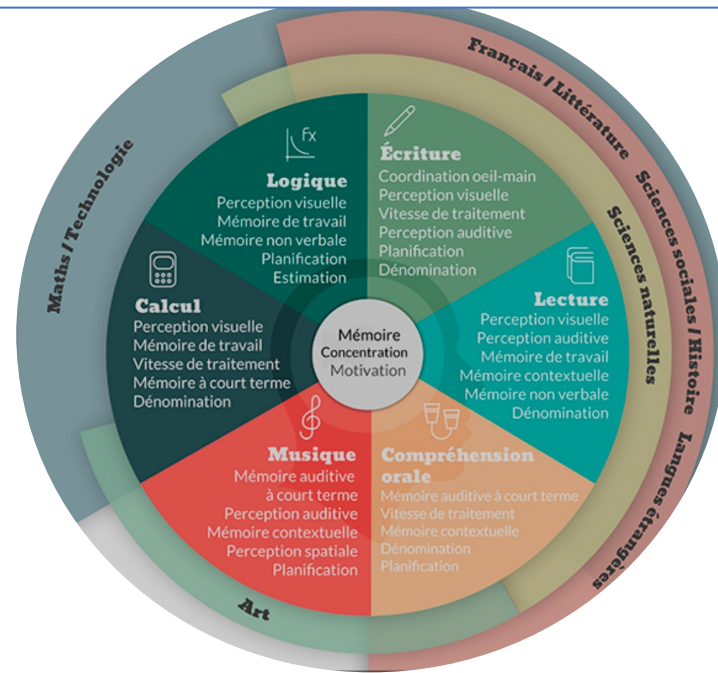 Français / Littérature
Sciences sociales / Histoire
Langues étrangères
Sciences naturelles
Maths / Technologie
Art
Fx
Logique
Perception visuelle
Mémoire de travail
Mémoire non verbale
Planification
Estimation
Écriture
Coordination oeil-main
Perception visuelle
Vitesse de traitement
Perception auditive
Planification
Dénomination
Calcul
Perception visuelle
Mémoire de travail
Vitesse de traitement
Mémoire à court terme
Dénomination
Mémoire
Concentration
Motivation
Lecture
Perception visuelle
Perception auditive
Mémoire de travail
Mémoire contextuelle
Mémoire non verbale
Dénomination
Musique
Mémoire auditive
à court terme
Perception auditive
Mémoire contextuelle
Perception spatiale
Planification
Compréhension
orale
Mémoire auditive à court terme
Vitesse de traitement
Mémoire contextuelle
Dénomination
Planification